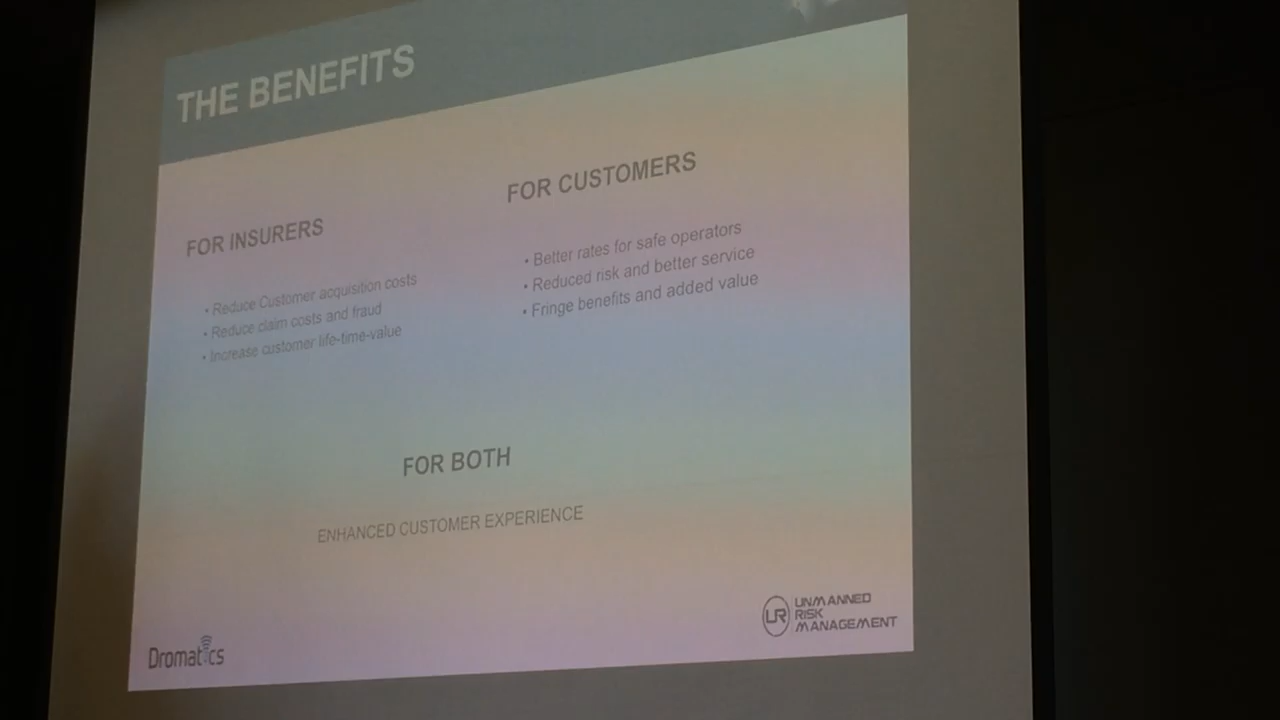 THE BENEFITS
FOR INSURERS
• Reduce Customer acquisition costs
• Reduce claim costs and fraud
• Increase customer life-time-value
FOR CUSTOMERS
• Better rates for safe operators
• Reduced risk and better service
• Fringe benefits and added value
FOR BOTH
ENHANCED CUSTOMER EXPERIENCE
Dromatics
UR
UNMANNED
RISK
MANAGEMENT